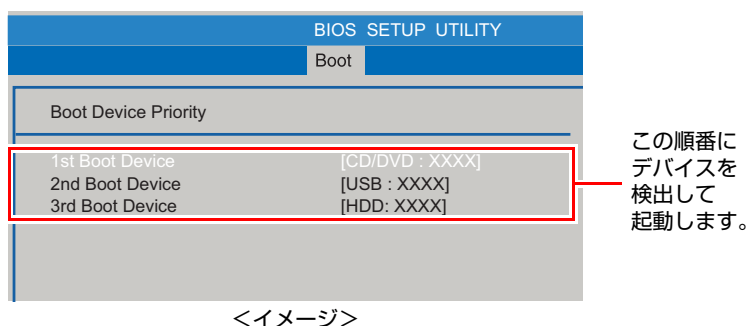 BIOS SETUP UTILITY
Boot
Boot Device Priority
1st Boot Device [CD/DVD : XXXX]
2nd Boot Device [USB : XXXX]
3rd Boot Device [HDD: XXXX]
この順番に
デバイスを
検出して
起動します。
＜イメージ＞